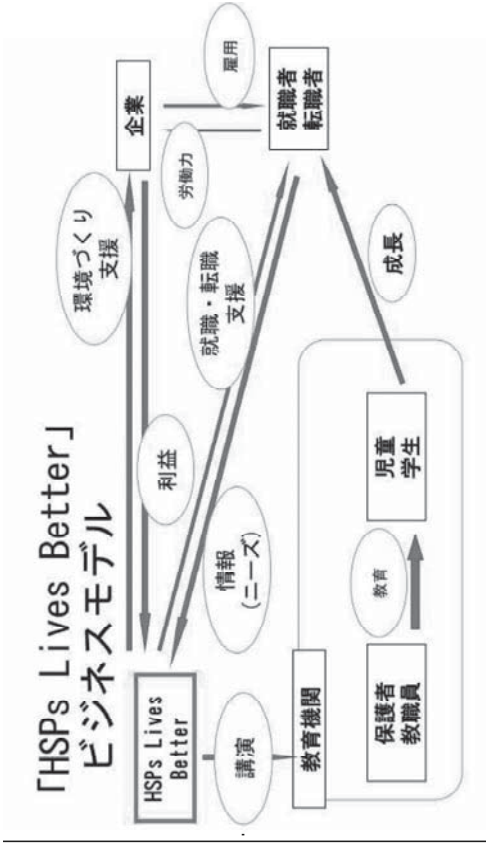 「HSPs Lives Better」
ビジネスモデル
環境づくり
支援
企業
HSPs Lives
Better
利益
労働力
雇用
就職・転職
支援
情報
(ニーズ)
就職者
転職者
講演
教育機関
保護者
教職員
教育
児童
学生
成長